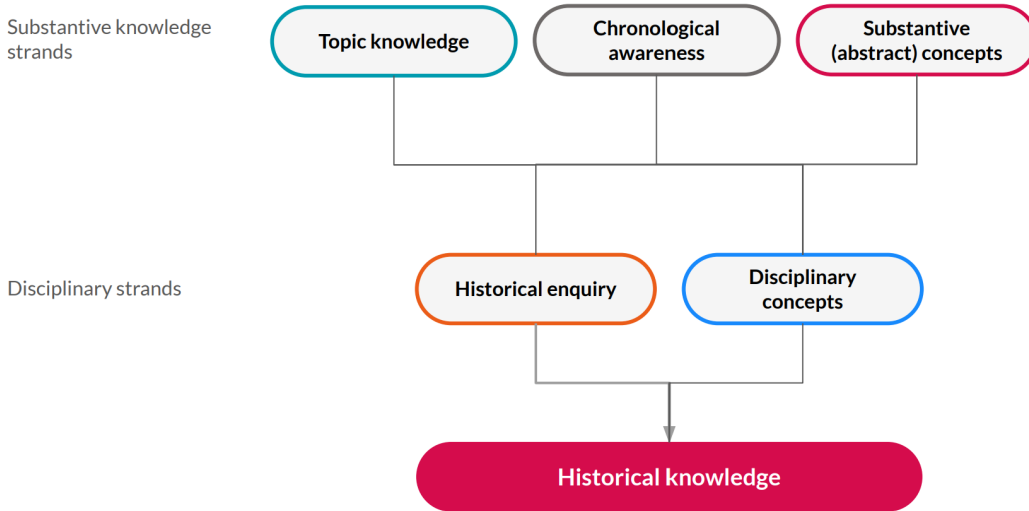 Substantive knowledge
strands
Topic knowledge
Chronological
awareness
Substantive
(abstract) concepts
Disciplinary strands
Historical enquiry
Disciplinary
concepts
Historical knowledge